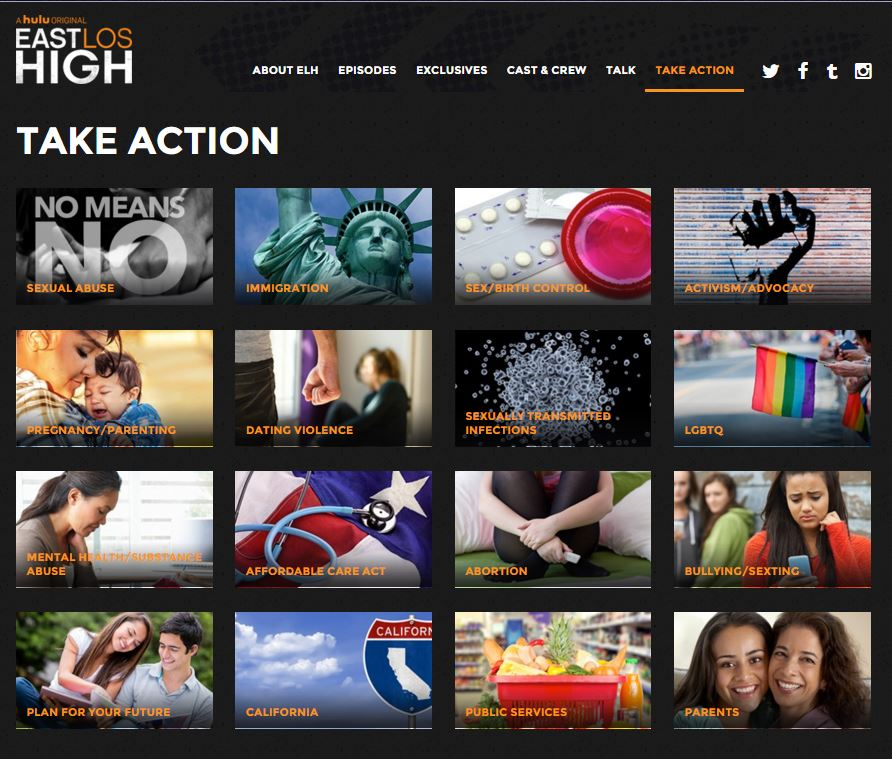 A hulu ORIGINAL
EAST LOS
HIGH
ABOUT ELH EPISODES EXCLUSIVES CAST & CREW TALK TAKE ACTION
TAKE ACTION
NO MEANS
NO
SEXUAL ABUSE
IMMIGRATION
SEX/BIRTH CONTROL
ACTIVISM/ADVOCACY
PREGNANCY/PARENTING
DATING VIOLENCE
SEXUALLY TRANSMITTED
INFECTIONS
LGBTQ
MENTAL HEALTH/SUBSTANCE
ABUSE
AFFORDABLE CARE ACT
ABORTION
BULLYING/SEXTING
PLAN FOR YOUR FUTURE
CALIFORN
CALIFORNIA
PUBLIC SERVICES
PARENTS